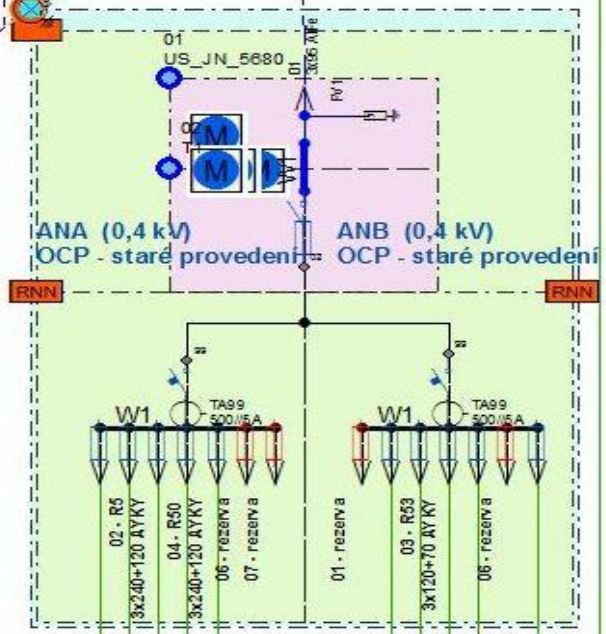 01
US_JN_5680
01
3x95 AlFe
PV1
02
T1
M
M
M
ANA (0,4 kV)
OCP - staré provedení
ANB (0,4 kV)
OCP - staré provedení
RNN
RNN
W1
TA99
500//5A
W1
TA99
500//5A
02 - R5
3x240+120 AYKY
04 - R50
3x240+120 AYKY
06 - rezerva
07 - rezerva
01 - rezerva
03 - R53
3x120+70 AYKY
06 - rezerva